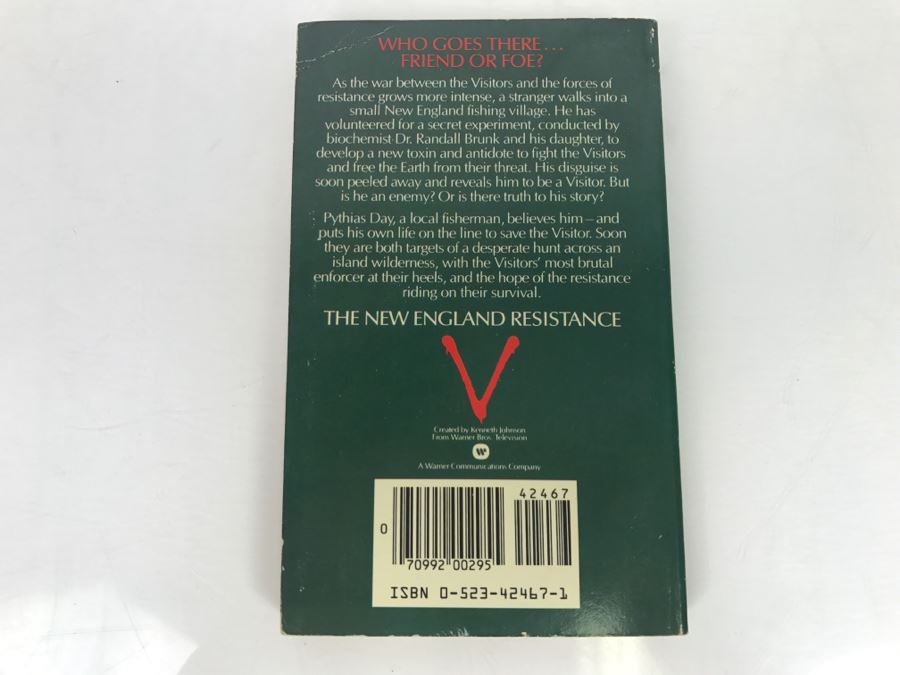 WHO GOES THERE...
FRIEND OR FOE?
As the war between the Visitors and the forces of
resistance grows more intense, a stranger walks into a
small New England fishing village. He has
volunteered for a secret experiment, conducted by
biochemist Dr. Randall Brunk and his daughter, to
develop a new toxin and antidote to fight the Visitors
and free the Earth from their threat. His disguise is
soon peeled away and reveals him to be a Visitor. But
is he an enemy? Or is there truth to his story?
Pythias Day, a local fisherman, believes him—and
puts his own life on the line to save the Visitor. Soon
they are both targets of a desperate hunt across an
island wilderness, with the Visitors' most brutal
enforcer at their heels, and the hope of the resistance
riding on their survival.
THE NEW ENGLAND RESISTANCE
V
Created by Kenneth Johnson
From Warner Bros. Television
W
A Warner Communications Company
42467
0
70992 00295
ISBN 0-523-42467-1